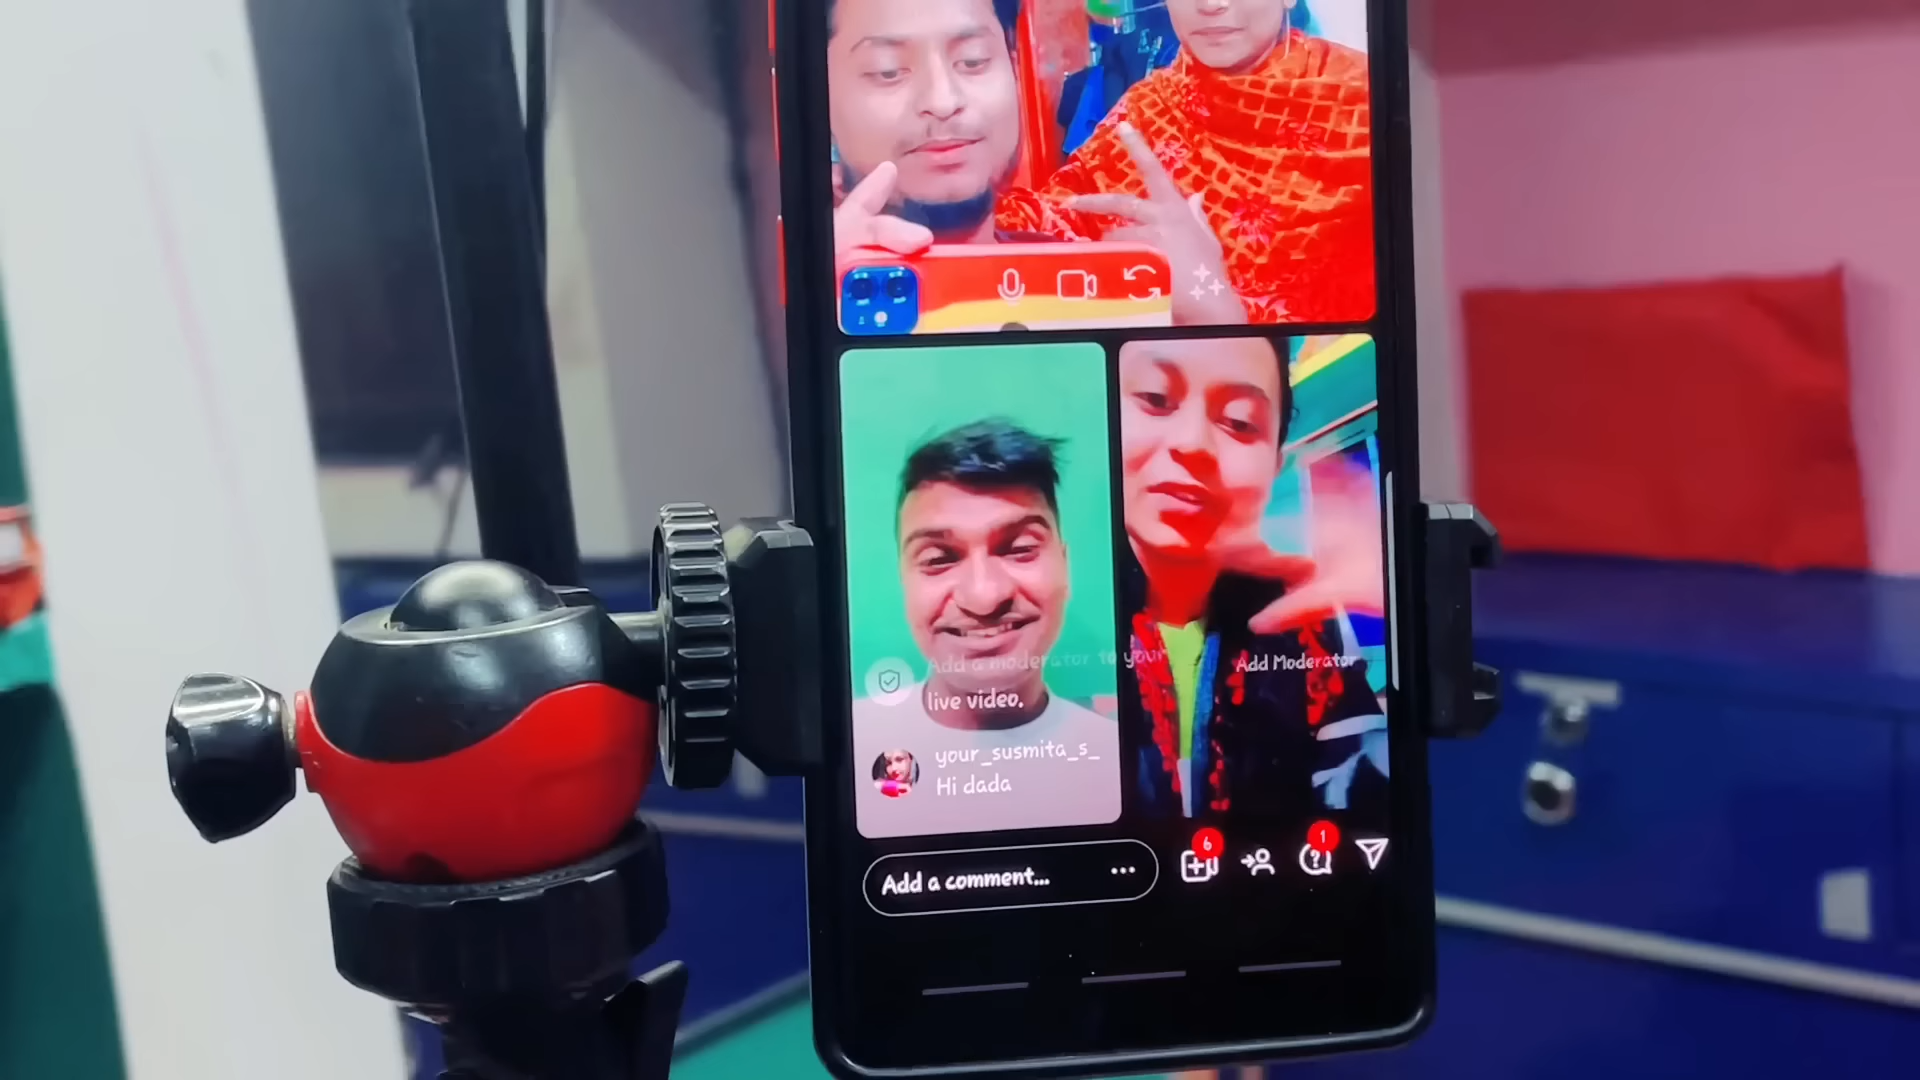 Add a moderator to your
live video.
Add Moderator
your_susmita_s_
Hi dada
Add a comment...
6
1